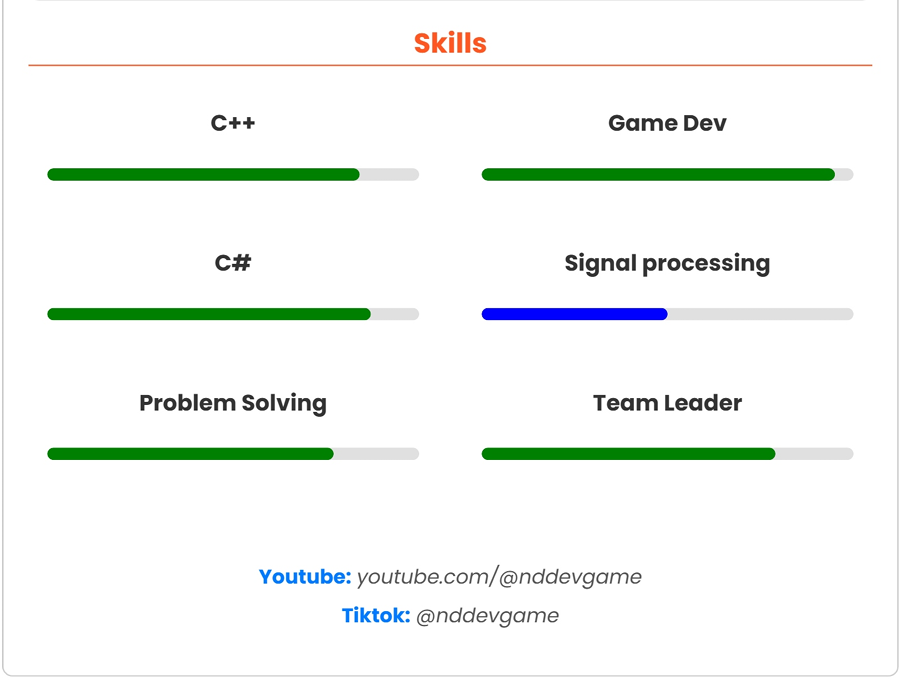 Skills
C++
Game Dev
C#
Signal processing
Problem Solving
Team Leader
Youtube: youtube.com/@nddevgame
Tiktok: @nddevgame